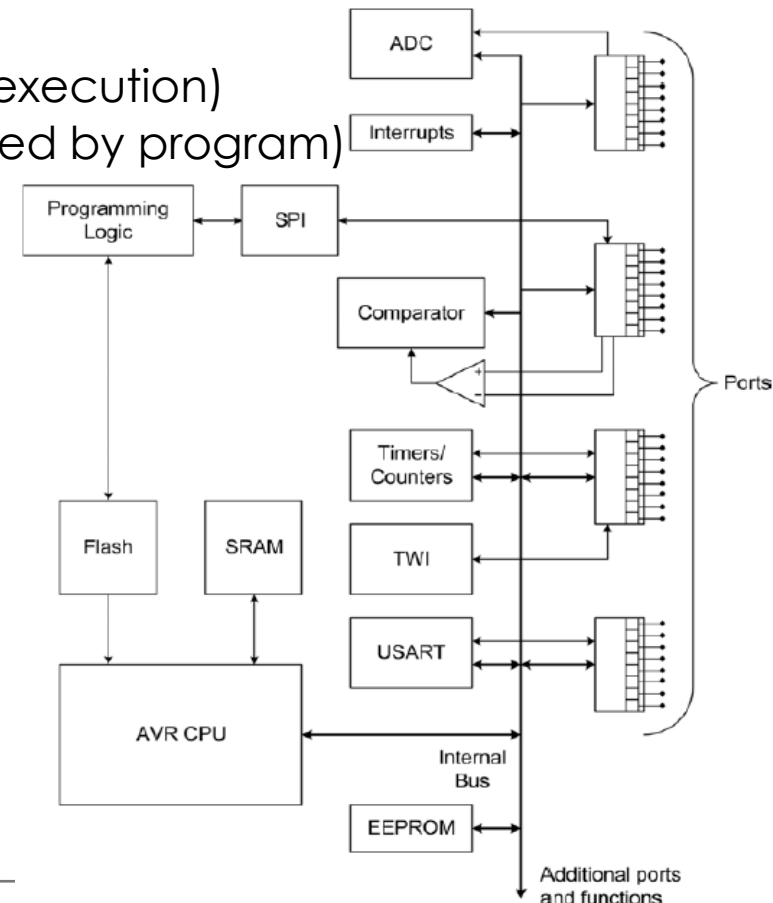 execution)
ed by program)
ADC
Interrupts
Programming
Logic
SPI
Comparator
+
−
Ports
Timers/
Counters
Flash
SRAM
TWI
USART
AVR CPU
Internal
Bus
EEPROM
Additional ports
and functions